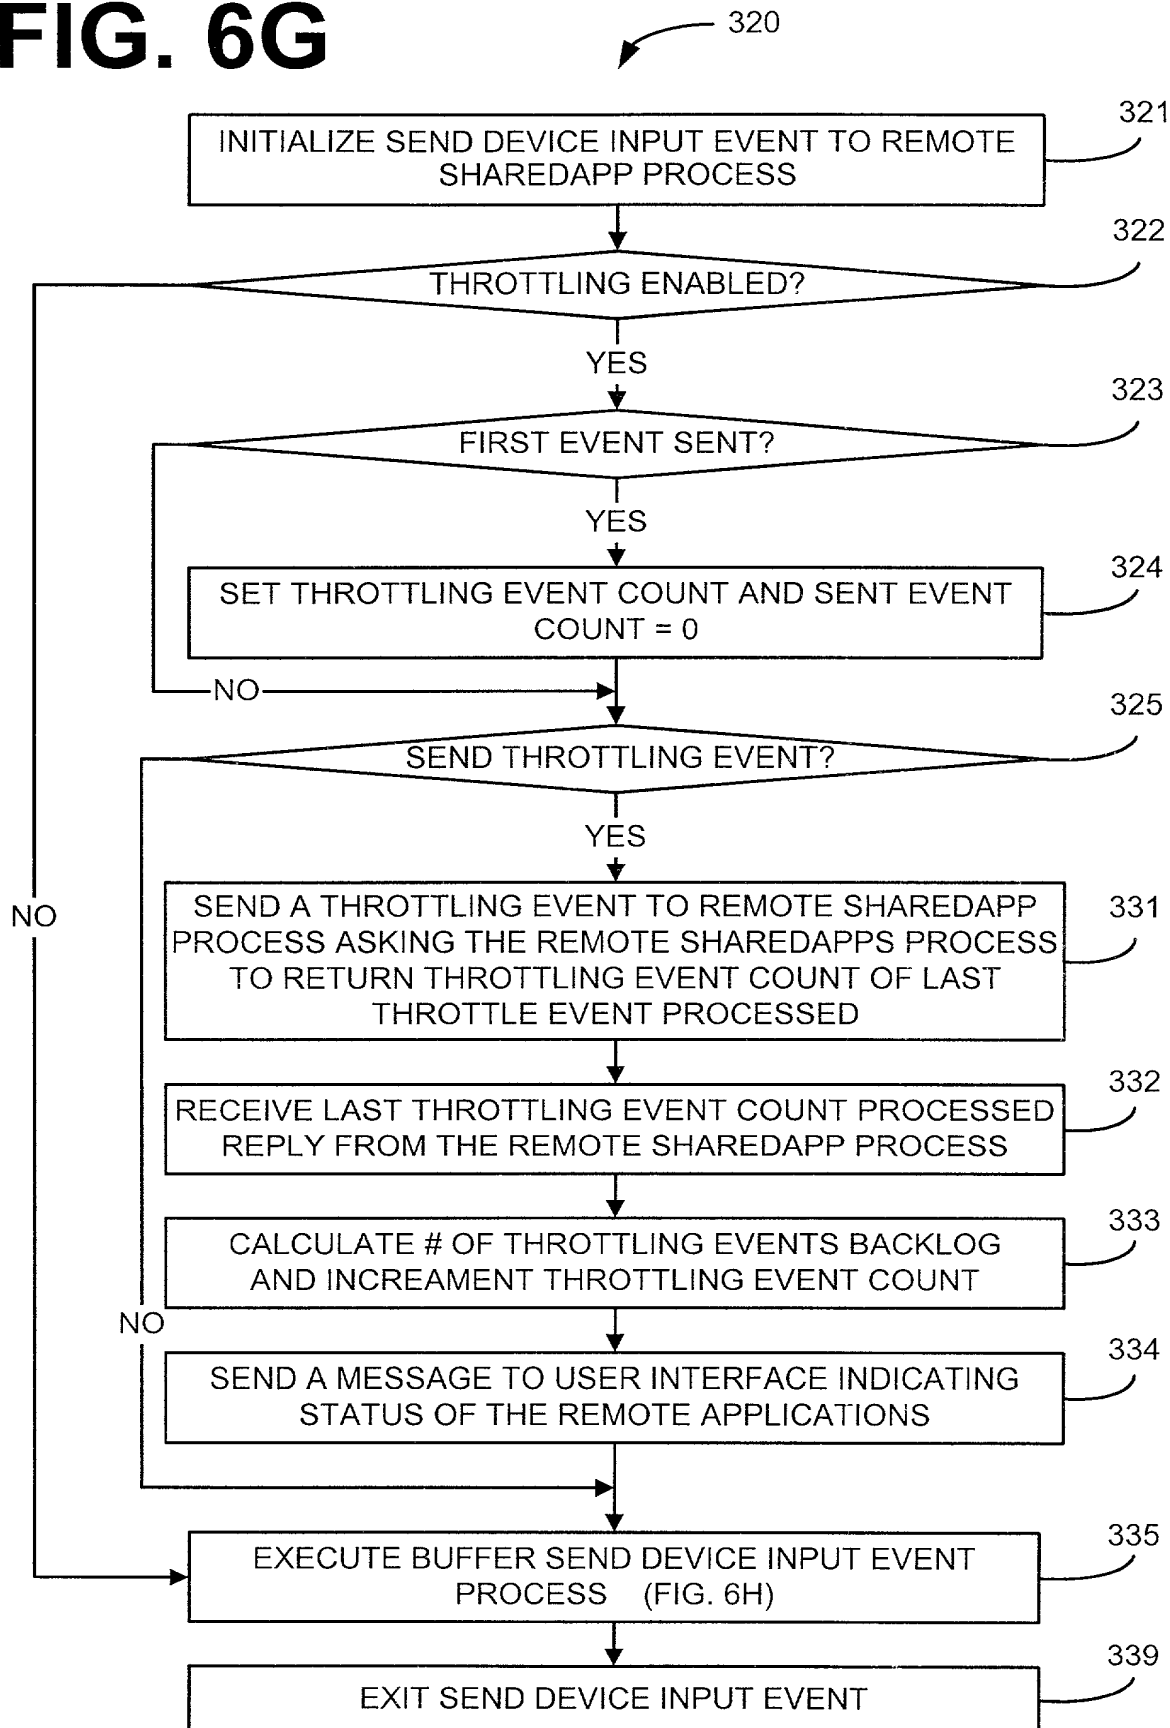 FIG. 6G
320
321
INITIALIZE SEND DEVICE INPUT EVENT TO REMOTE
SHAREDAPP PROCESS
322
THROTTLING ENABLED?
YES
323
FIRST EVENT SENT?
YES
324
SET THROTTLING EVENT COUNT AND SENT EVENT
COUNT = 0
NO
325
SEND THROTTLING EVENT?
YES
NO
331
SEND A THROTTLING EVENT TO REMOTE SHAREDAPP
PROCESS ASKING THE REMOTE SHAREDAPPS PROCESS
TO RETURN THROTTLING EVENT COUNT OF LAST
THROTTLE EVENT PROCESSED
332
RECEIVE LAST THROTTLING EVENT COUNT PROCESSED
REPLY FROM THE REMOTE SHAREDAPP PROCESS
333
CALCULATE # OF THROTTLING EVENTS BACKLOG
AND INCREAMENT THROTTLING EVENT COUNT
NO
334
SEND A MESSAGE TO USER INTERFACE INDICATING
STATUS OF THE REMOTE APPLICATIONS
335
EXECUTE BUFFER SEND DEVICE INPUT EVENT
PROCESS (FIG. 6H)
339
EXIT SEND DEVICE INPUT EVENT